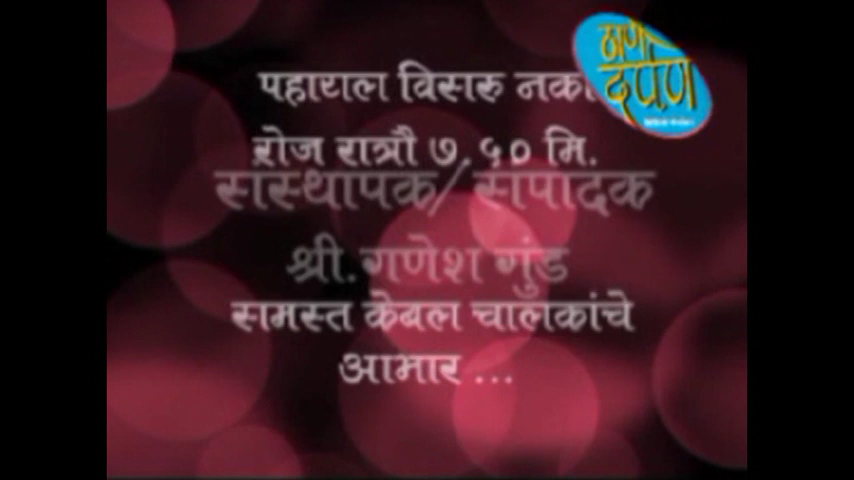 ठाणे
दर्पण
पहायला विसरु नका
रोज रात्रौ ७.५० मि.
संस्थापक/ संपादक
श्री. गणेश गुंड
समस्त केबल चालकांचे
आभार ...